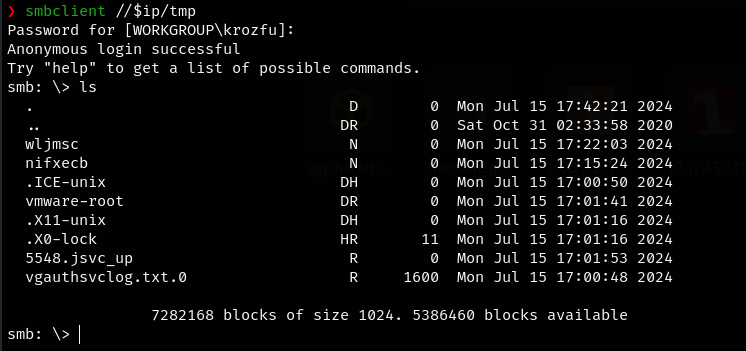 ❯ smbclient //$ip/tmp
Password for [WORKGROUP\krozfu]:
Anonymous login successful
Try "help" to get a list of possible commands.
smb: \> ls
  .                                   D        0  Mon Jul 15 17:42:21 2024
  ..                                 DR        0  Sat Oct 31 02:33:58 2020
  wljmsc                              N        0  Mon Jul 15 17:22:03 2024
  nifxecb                             N        0  Mon Jul 15 17:15:24 2024
  .ICE-unix                          DH        0  Mon Jul 15 17:00:50 2024
  vmware-root                        DR        0  Mon Jul 15 17:01:41 2024
  .X11-unix                          DH        0  Mon Jul 15 17:01:16 2024
  .X0-lock                           HR       11  Mon Jul 15 17:01:16 2024
  5548.jsvc_up                        R        0  Mon Jul 15 17:01:53 2024
  vgauthsvclog.txt.0                  R     1600  Mon Jul 15 17:00:48 2024
                7282168 blocks of size 1024. 5386460 blocks available
smb: \>